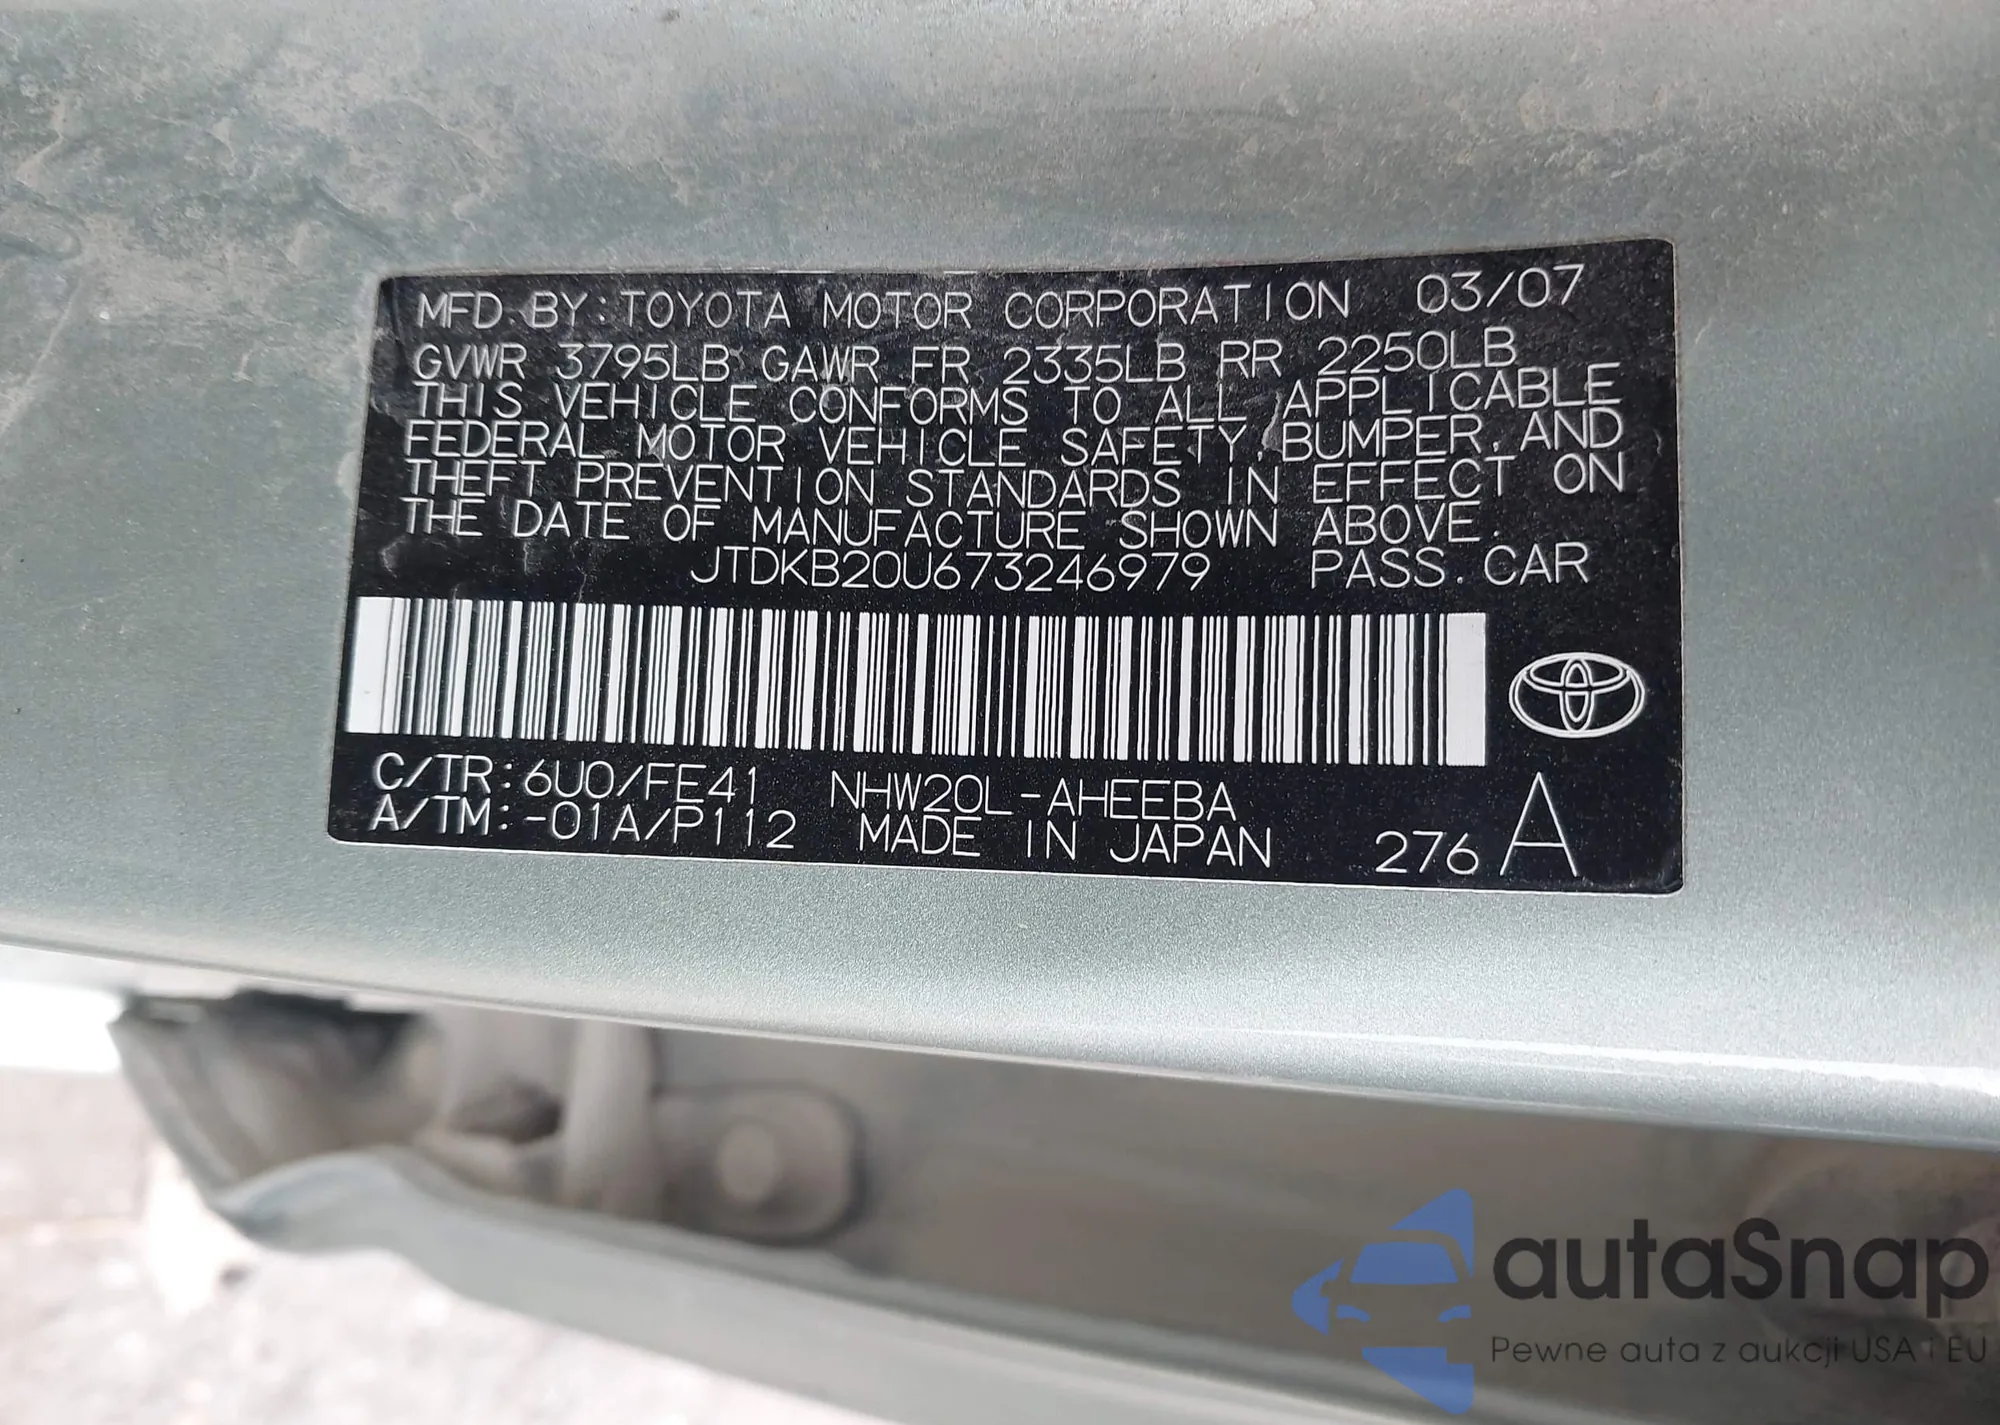 MFD.BY:TOYOTA MOTOR CORPORATION 03/07
GVWR 3795LB GAWR FR 2335LB RR 2250LB
THIS VEHICLE CONFORMS TO ALL APPLICABLE
FEDERAL MOTOR VEHICLE SAFETY,BUMPER,AND
THEFT PREVENTION STANDARDS IN EFFECT ON
THE DATE OF MANUFACTURE SHOWN ABOVE.
JTDKB20U673246979 PASS.CAR
C/TR:6U0/FE41 NHW20L-AHEEBA
A/TM:-01A/P112 MADE IN JAPAN 276 A
autaSnap
Pewne auta z aukcji USA i EU